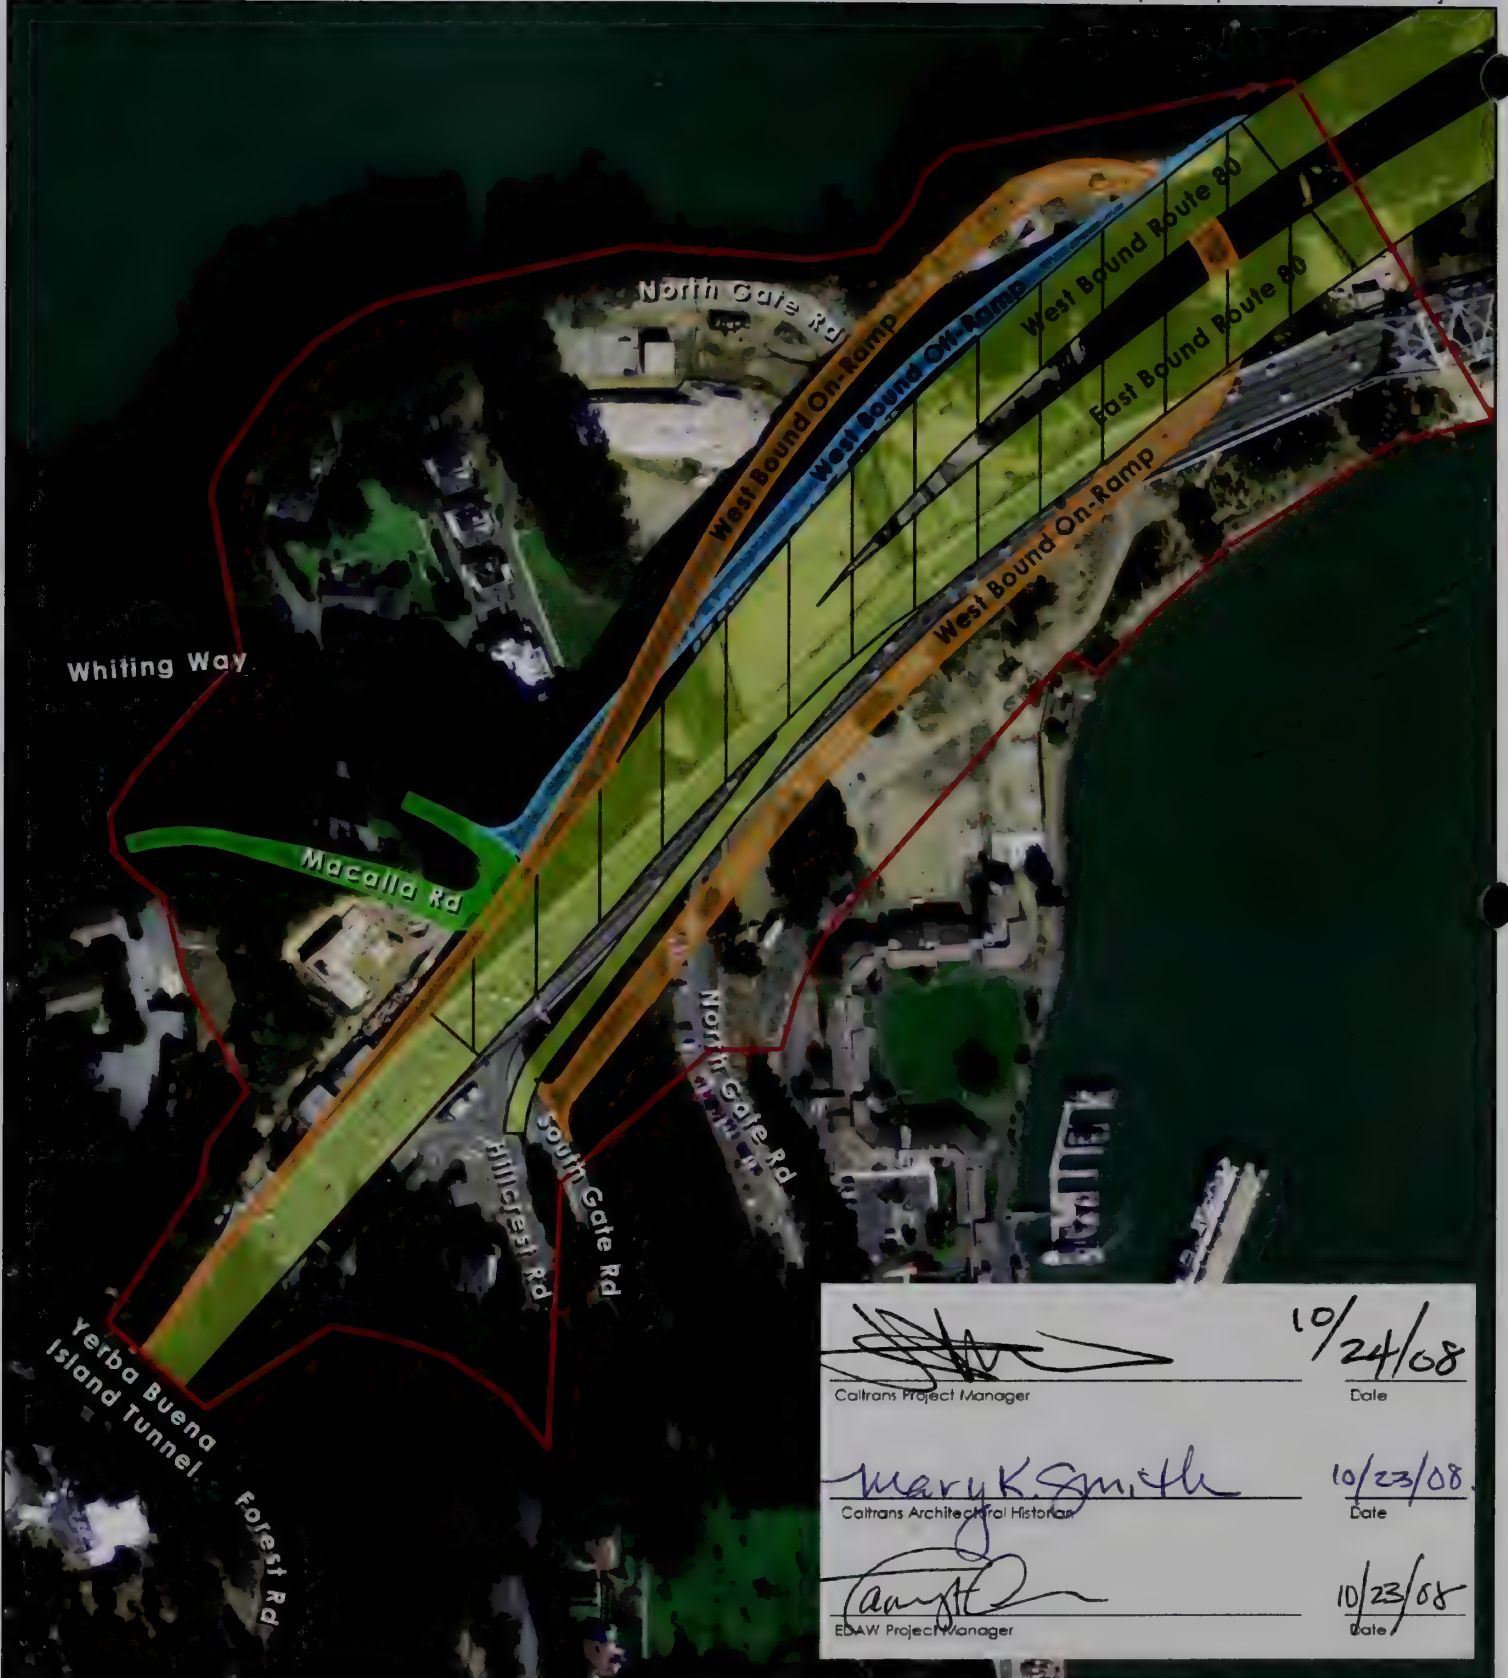 West Bound Route 80
North Gate Rd
West Bound On-Ramp
West Bound Off-Ramp
East Bound Route 80
West Bound On-Ramp
Whiting Way
Macalla Rd
North Gate Rd
South Gate Rd
Hillcrest Rd
Yerba Buena
Island Tunnel
Forest Rd
10/24/08
Caltrans Project Manager
Date
Mary K. Smith
10/23/08
Caltrans Architectural Historian
Date
10/23/08
EDAW Project Manager
Date